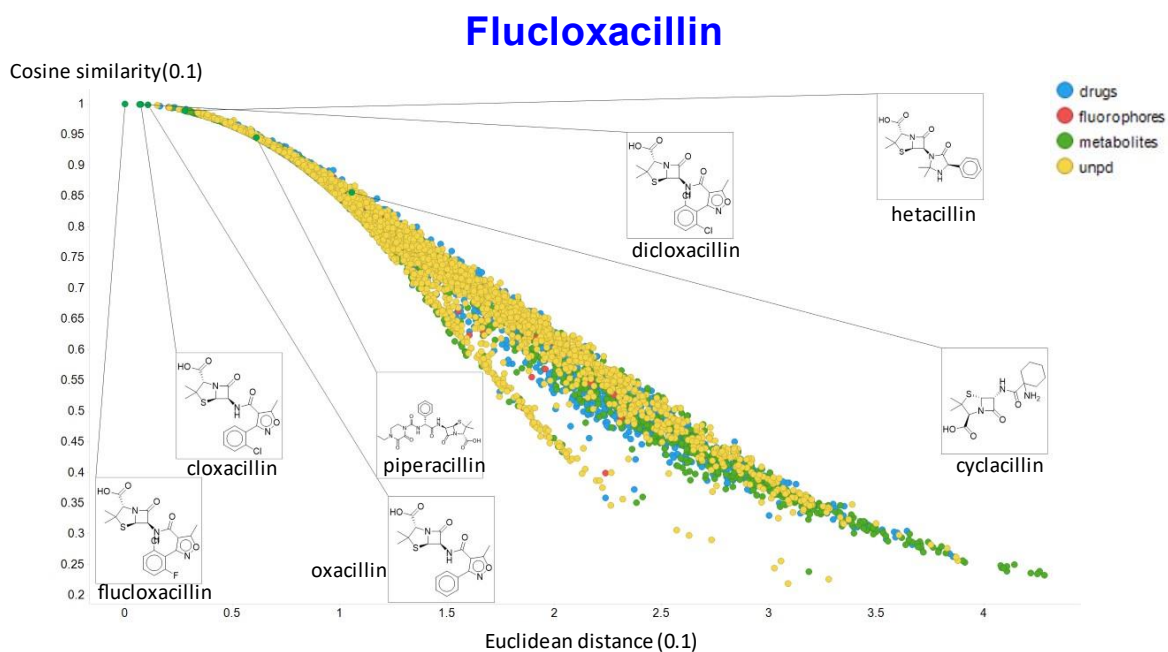 Flucloxacillin
Cosine similarity(0.1)
drugs
fluorophores
metabolites
unpd
1
0.95
0.9
0.85
0.8
0.75
0.7
0.65
0.6
0.55
0.5
0.45
0.4
0.35
0.3
0.25
0.2
hetacillin
dicloxacillin
cloxacillin
piperacillin
cyclacillin
flucloxacillin
oxacillin
0 0.5 1 1.5 2 2.5 3 3.5 4
Euclidean distance (0.1)